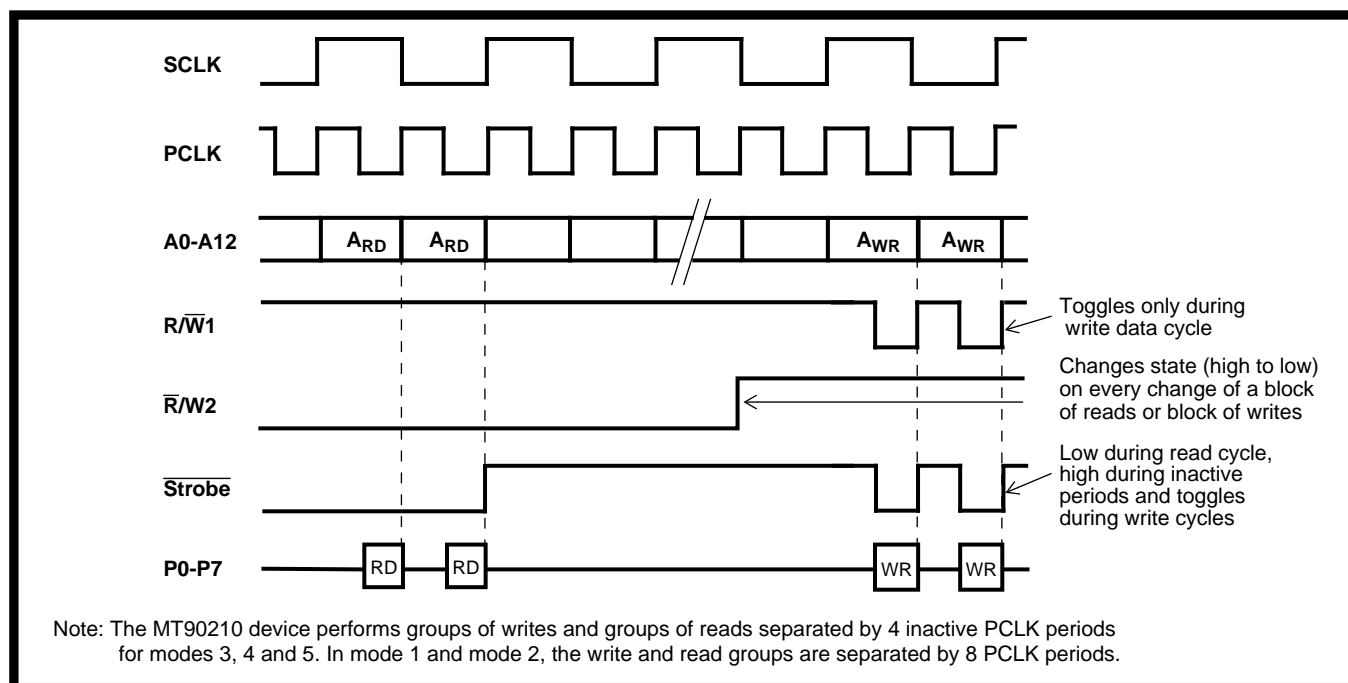 SCLK
PCLK
A0-A12
ARD
ARD
AWR
AWR
R/W̅1
Toggles only during
write data cycle
R̅/W2
Changes state (high to low)
on every change of a block
of reads or block of writes
S̅t̅r̅o̅b̅e̅
Low during read cycle,
high during inactive
periods and toggles
during write cycles
P0-P7
RD
RD
WR
WR
Note: The MT90210 device performs groups of writes and groups of reads separated by 4 inactive PCLK periods
for modes 3, 4 and 5. In mode 1 and mode 2, the write and read groups are separated by 8 PCLK periods.